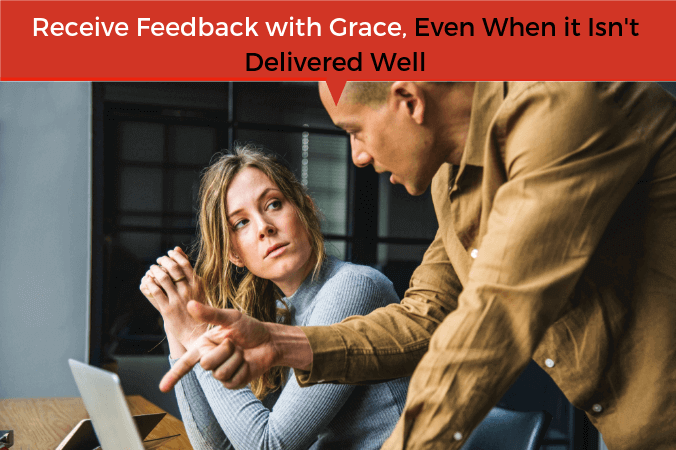 Receive Feedback with Grace, Even When it Isn't
Delivered Well